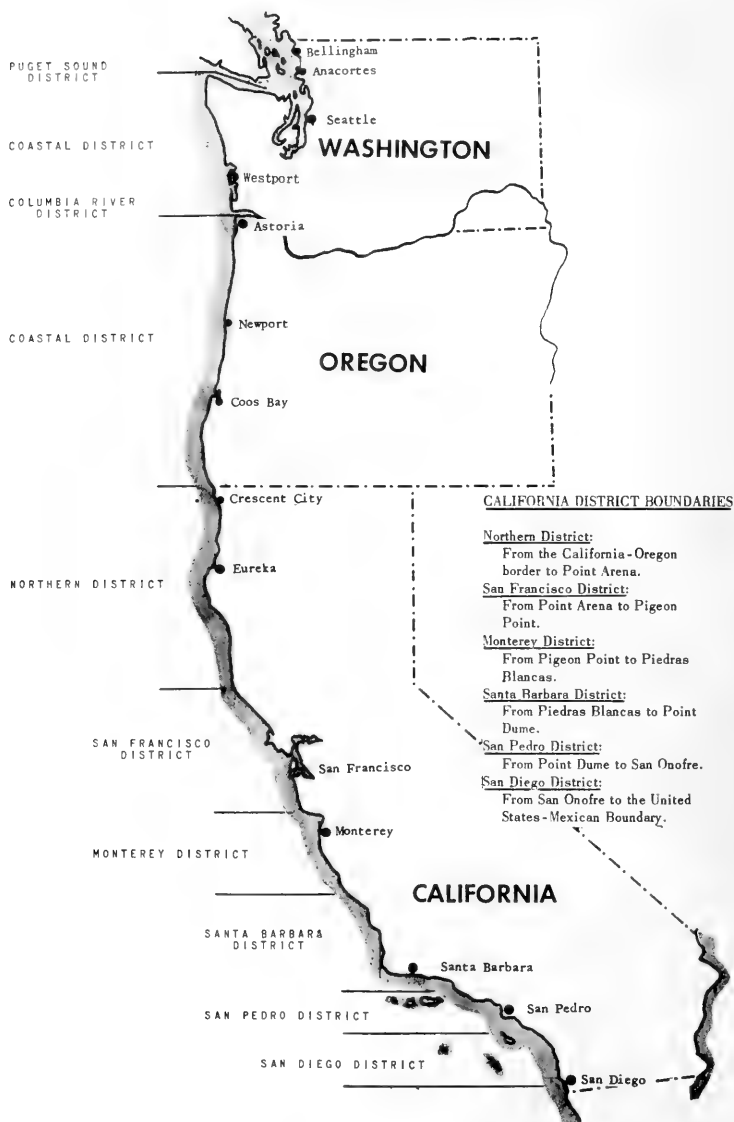 PUGET SOUND
DISTRICT
COASTAL DISTRICT
COLUMBIA RIVER
DISTRICT
COASTAL DISTRICT
NORTHERN DISTRICT
SAN FRANCISCO
DISTRICT
MONTEREY DISTRICT
SANTA BARBARA
DISTRICT
SAN PEDRO DISTRICT
SAN DIEGO DISTRICT
Bellingham
Anacortes
Seattle
WASHINGTON
Westport
Astoria
Newport
OREGON
Coos Bay
Crescent City
Eureka
San Francisco
Monterey
CALIFORNIA
Santa Barbara
San Pedro
San Diego
CALIFORNIA DISTRICT BOUNDARIES
Northern District:
From the California-Oregon
border to Point Arena.
San Francisco District:
From Point Arena to Pigeon
Point.
Monterey District:
From Pigeon Point to Piedras
Blancas.
Santa Barbara District:
From Piedras Blancas to Point
Dume.
San Pedro District:
From Point Dume to San Onofre.
San Diego District:
From San Onofre to the United
States-Mexican Boundary.